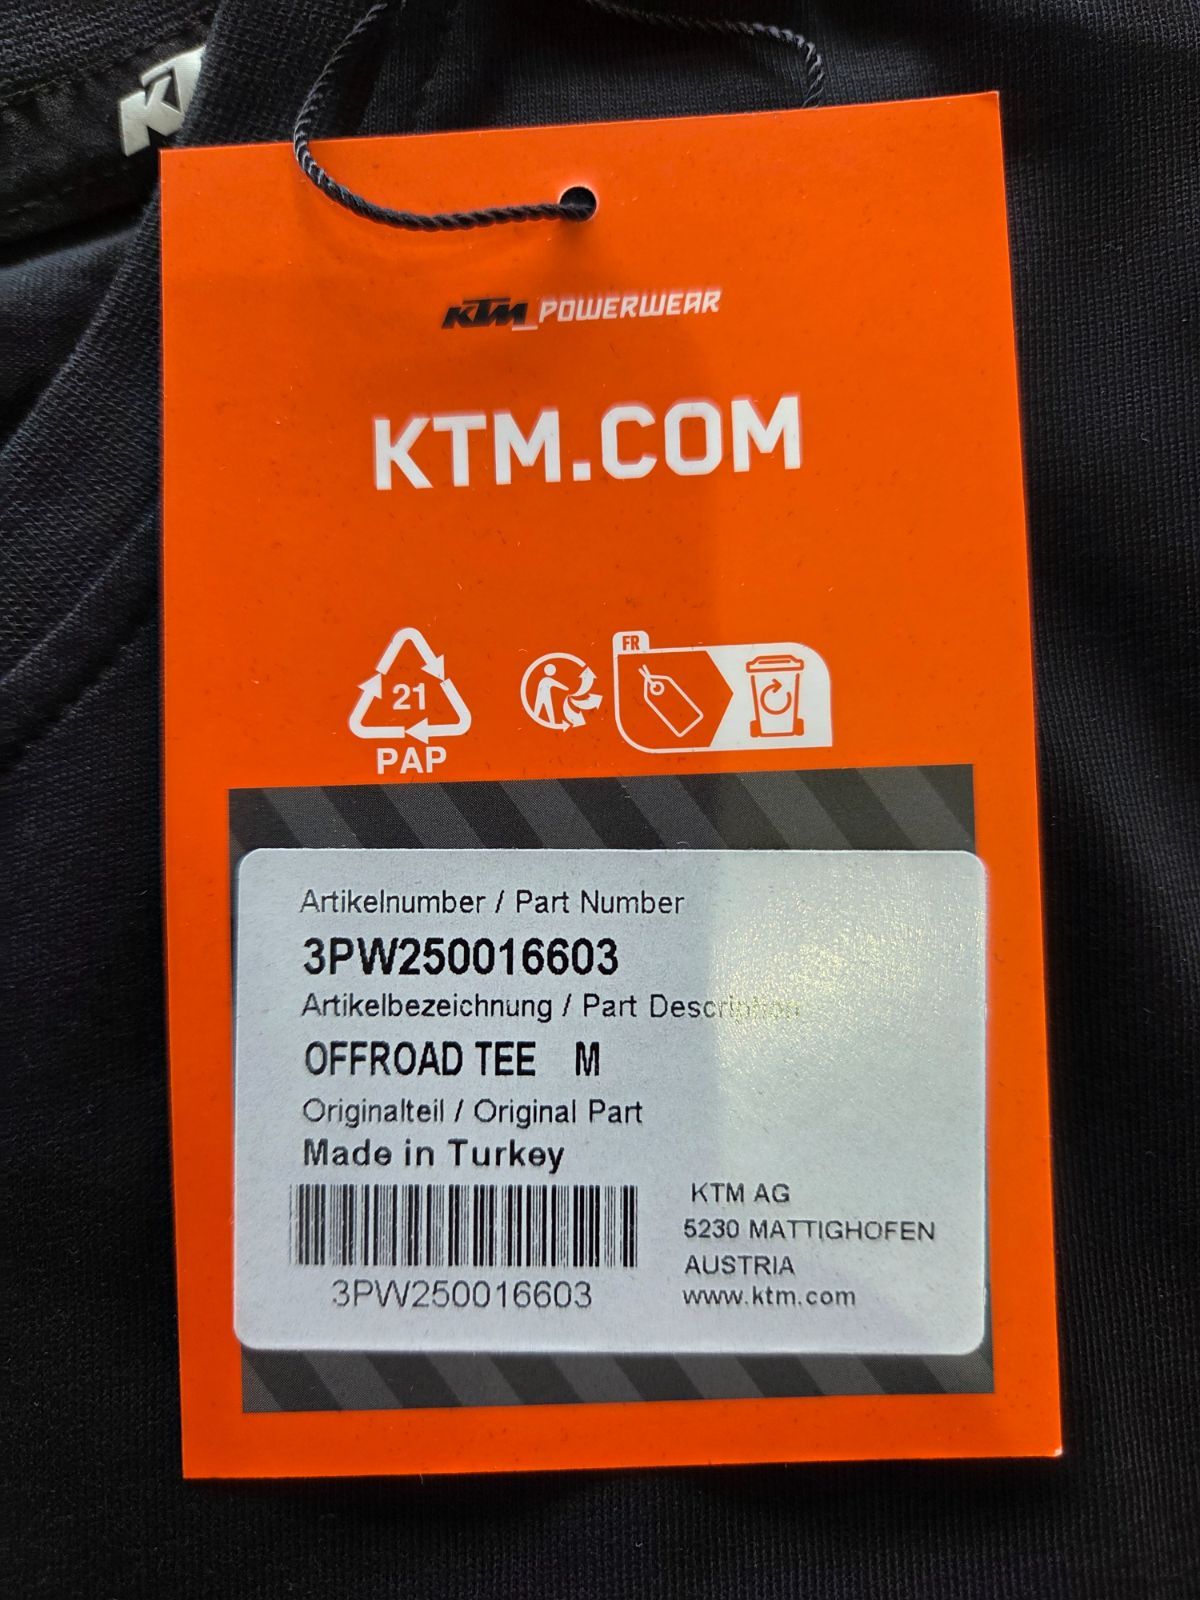 KTM_POWERWEAR
KTM.COM
21
PAP
FR
Artikelnumber / Part Number
3PW250016603
Artikelbezeichnung / Part Description
OFFROAD TEE M
Originalteil / Original Part
Made in Turkey
3PW250016603
KTM AG
5230 MATTIGHOFEN
AUSTRIA
www.ktm.com